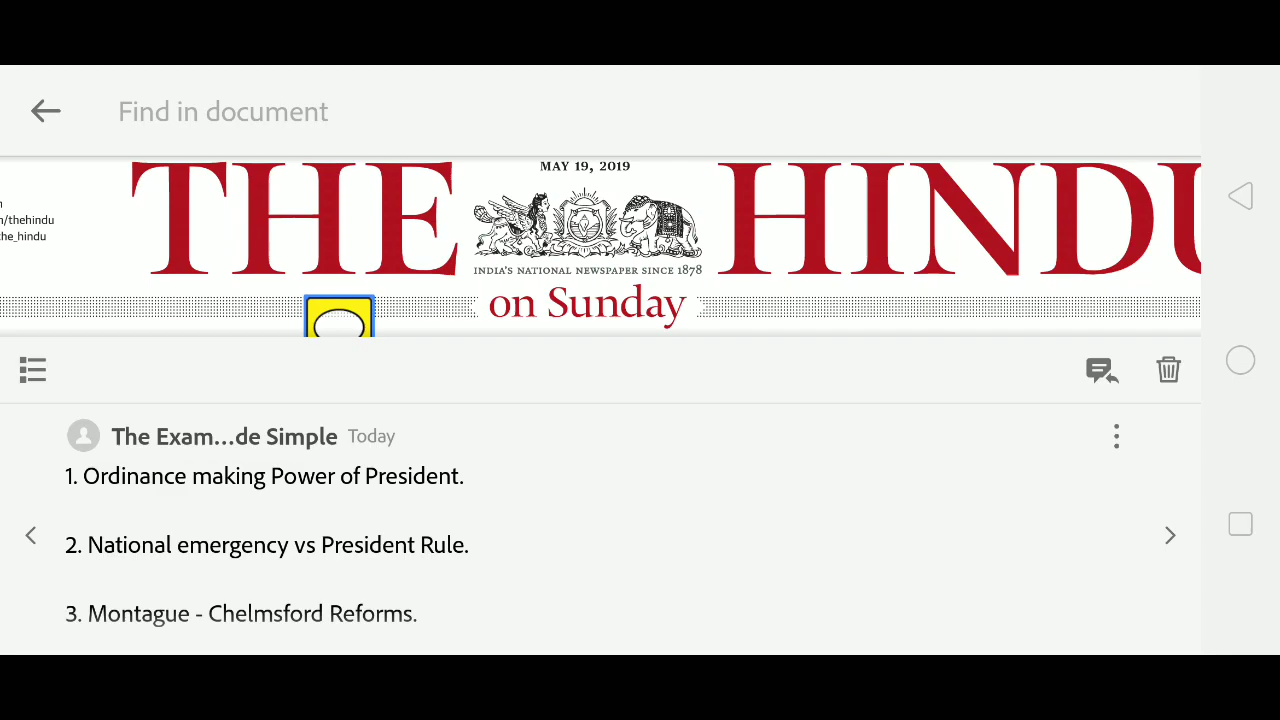 Find in document
MAY 19, 2019
THE HINDU
n/thehindu
he_hindu
INDIA'S NATIONAL NEWSPAPER SINCE 1878
on Sunday
The Exam...de Simple Today
1. Ordinance making Power of President.
2. National emergency vs President Rule.
3. Montague - Chelmsford Reforms.